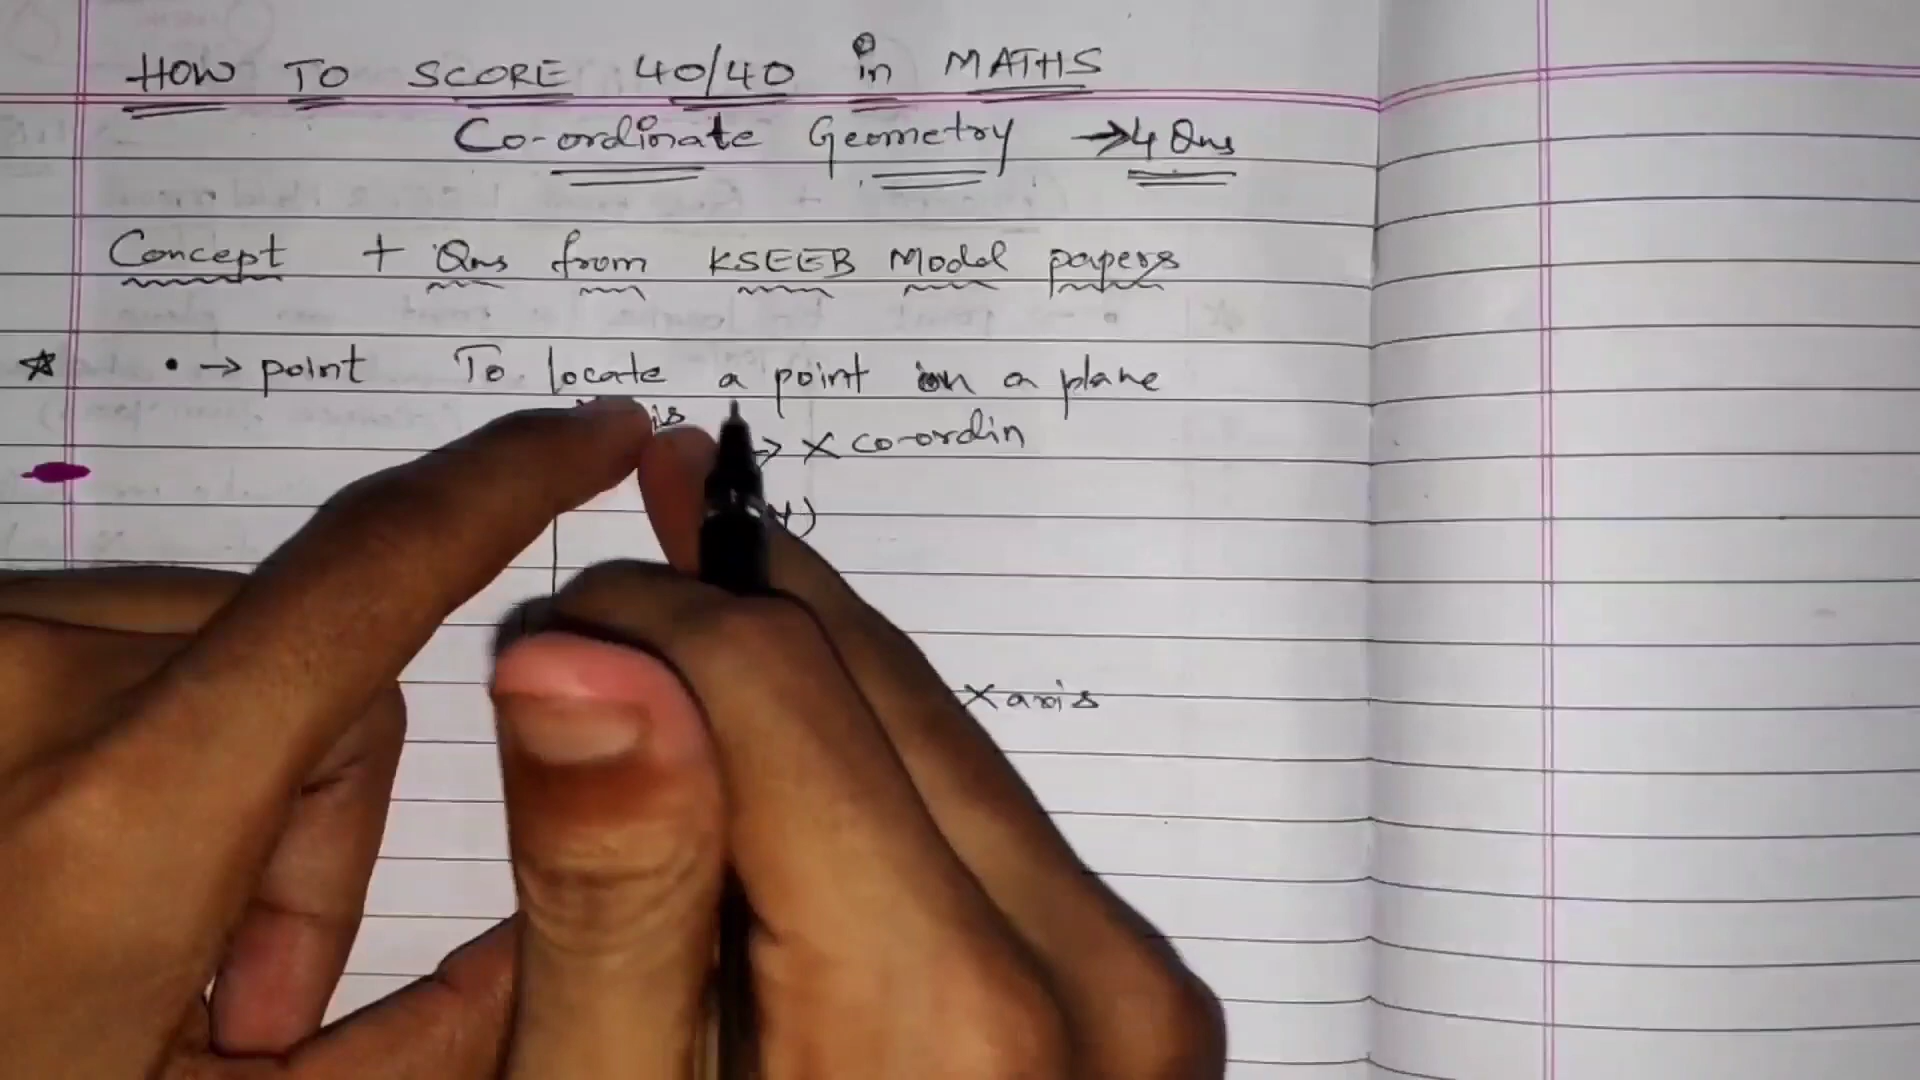 HOW TO SCORE 40/40 in MATHS
Co-ordinate Geometry → 4 Qns
Concept + Qns from KSEEB Model papers
• → point To locate a point on a plane
→ X co-ordin
Y)
X axis